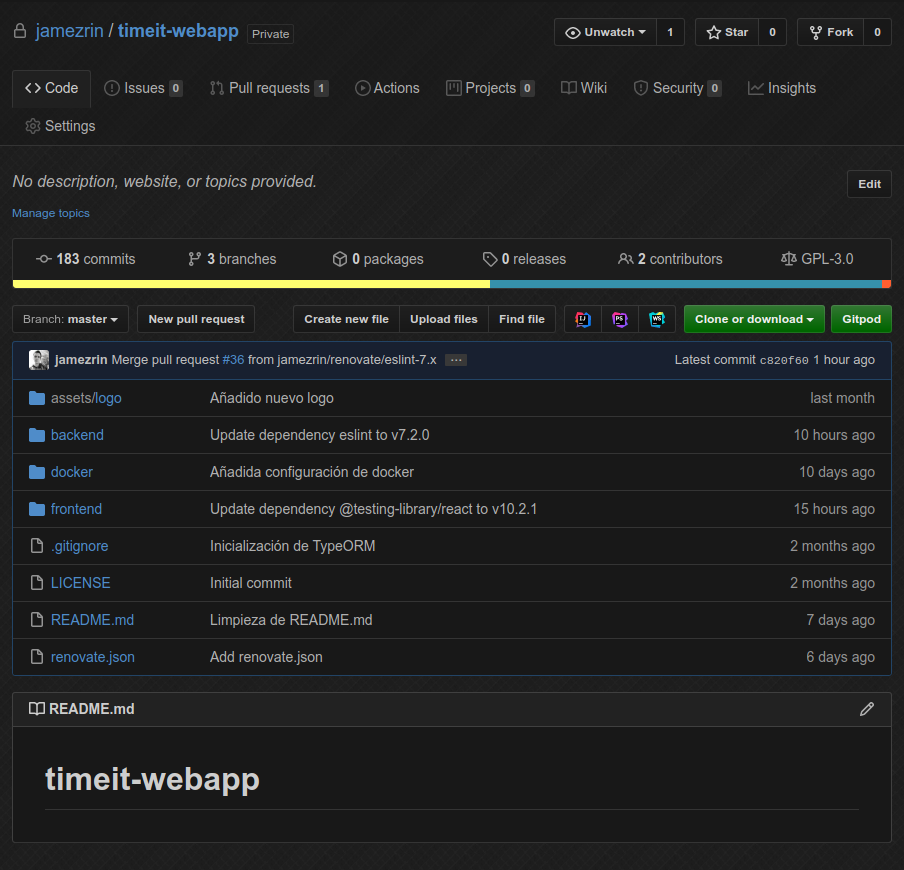 jamezrin / timeit-webapp Private Unwatch 1 Star 0 Fork 0
Code Issues 0 Pull requests 1 Actions Projects 0 Wiki Security 0 Insights
Settings
No description, website, or topics provided. Edit
Manage topics
183 commits 3 branches 0 packages 0 releases 2 contributors GPL-3.0
Branch: master New pull request Create new file Upload files Find file IJ PS WS Clone or download Gitpod
jamezrin Merge pull request #36 from jamezrin/renovate/eslint-7.x ... Latest commit c820f60 1 hour ago
assets/logo Añadido nuevo logo last month
backend Update dependency eslint to v7.2.0 10 hours ago
docker Añadida configuración de docker 10 days ago
frontend Update dependency @testing-library/react to v10.2.1 15 hours ago
.gitignore Inicialización de TypeORM 2 months ago
LICENSE Initial commit 2 months ago
README.md Limpieza de README.md 7 days ago
renovate.json Add renovate.json 6 days ago
README.md
timeit-webapp